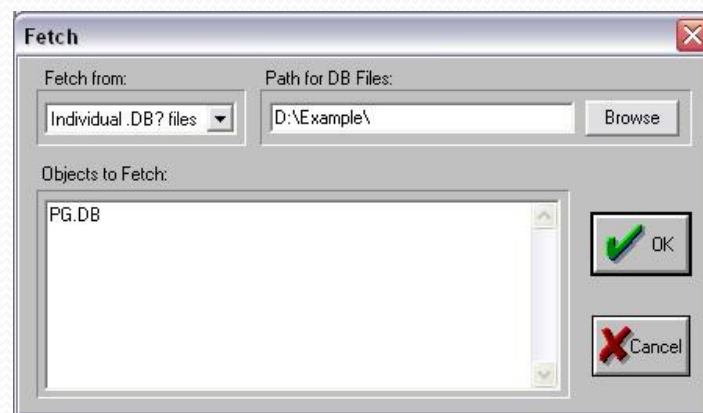 Fetch
Fetch from:
Path for DB Files:
Individual .DB? files
D:\Example\
Browse
Objects to Fetch:
PG.DB
OK
Cancel